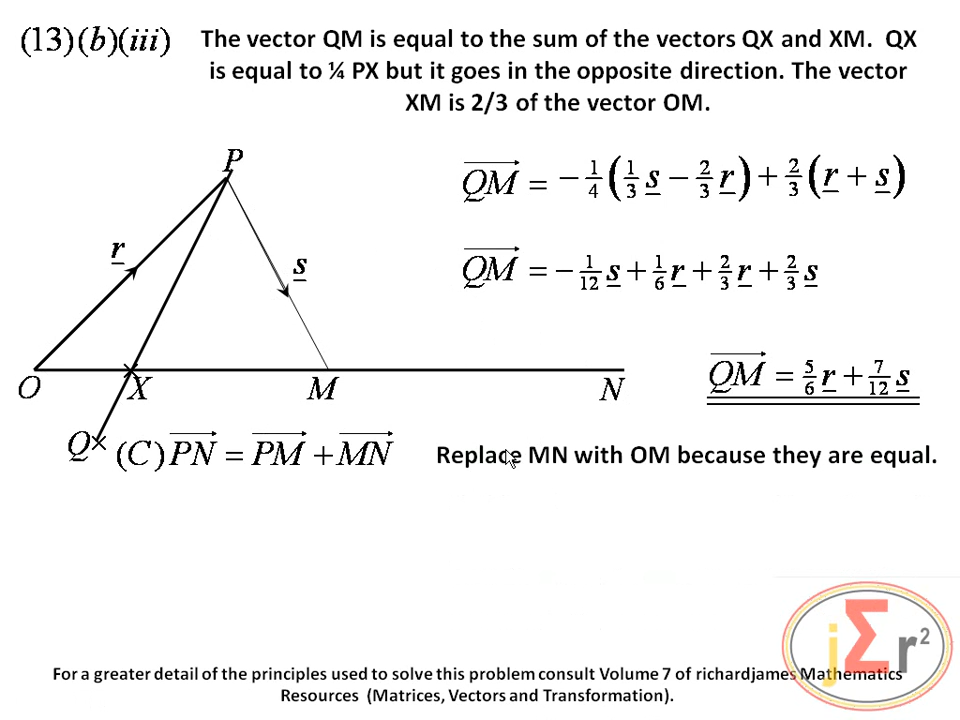 (13)(b)(iii) The vector QM is equal to the sum of the vectors QX and XM. QX
is equal to ¼ PX but it goes in the opposite direction. The vector
XM is 2/3 of the vector OM.
P
QM = -1/4(1/3 s - 2/3 r) + 2/3(r + s)
r
s
QM = -1/12 s + 1/6 r + 2/3 r + 2/3 s
QM = 5/6 r + 7/12 s
O X M N
Q (C) PN = PM + MN Replace MN with OM because they are equal.
jΣr²
For a greater detail of the principles used to solve this problem consult Volume 7 of richardjames Mathematics
Resources (Matrices, Vectors and Transformation).